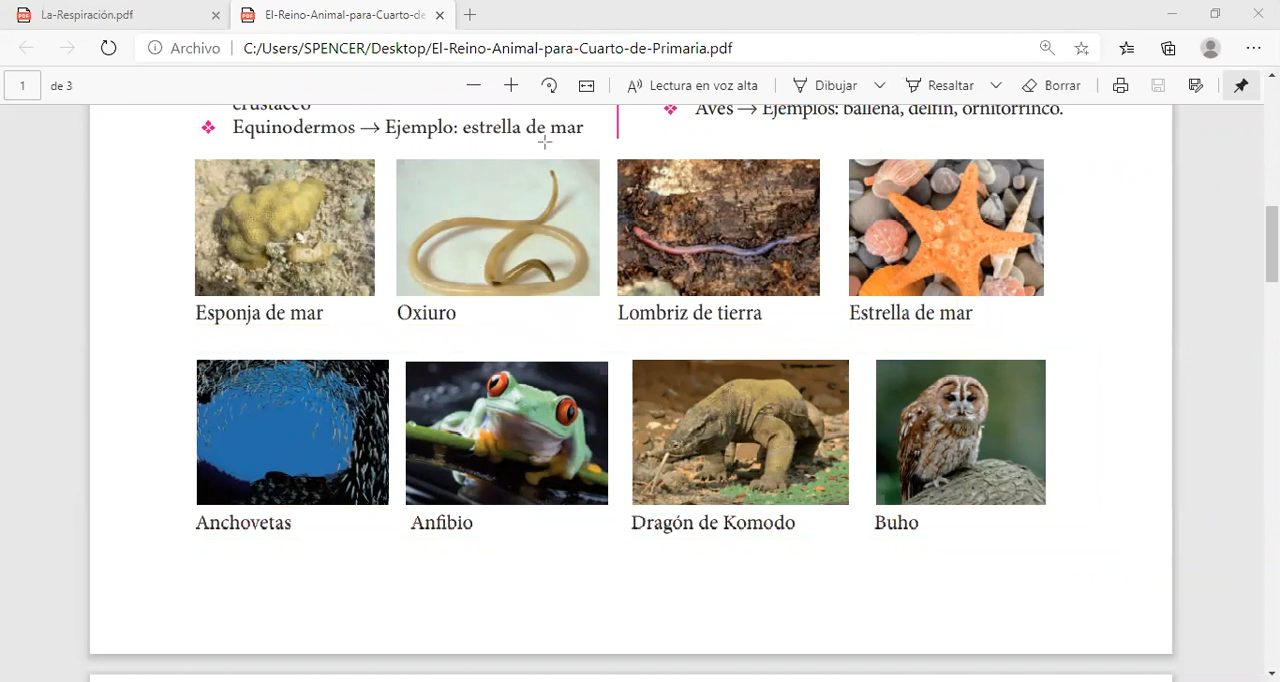 La-Respiración.pdf
El-Reino-Animal-para-Cuarto-de-
Archivo
C:/Users/SPENCER/Desktop/El-Reino-Animal-para-Cuarto-de-Primaria.pdf
1 de 3
A Lectura en voz alta
Dibujar
Resaltar
Borrar
crustáceo
Equinodermos → Ejemplo: estrella de mar
Aves → Ejemplos: ballena, delfín, ornitorrinco.
Esponja de mar
Oxiuro
Lombriz de tierra
Estrella de mar
Anchovetas
Anfibio
Dragón de Komodo
Buho